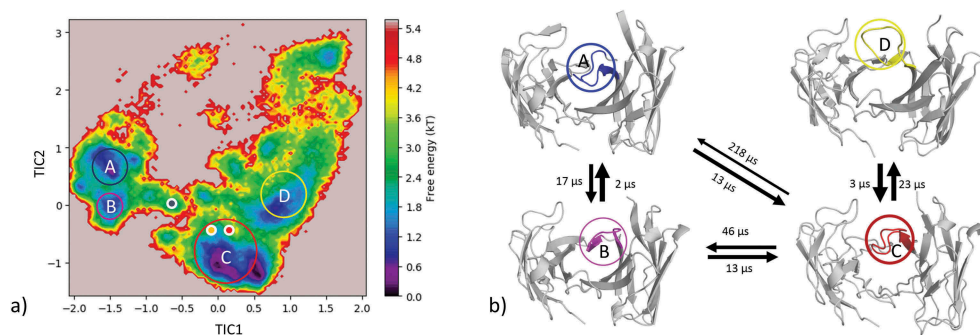 3
2
1
0
−1
TIC2
−2.0 −1.5 −1.0 −0.5 0.0 0.5 1.0 1.5 2.0
TIC1
A
B
C
D
5.4
4.8
4.2
3.6
3.0
2.4
1.8
1.2
0.6
0.0
Free energy (kT)
a)
A
D
17 µs
2 µs
218 µs
13 µs
3 µs
23 µs
B
46 µs
13 µs
C
b)